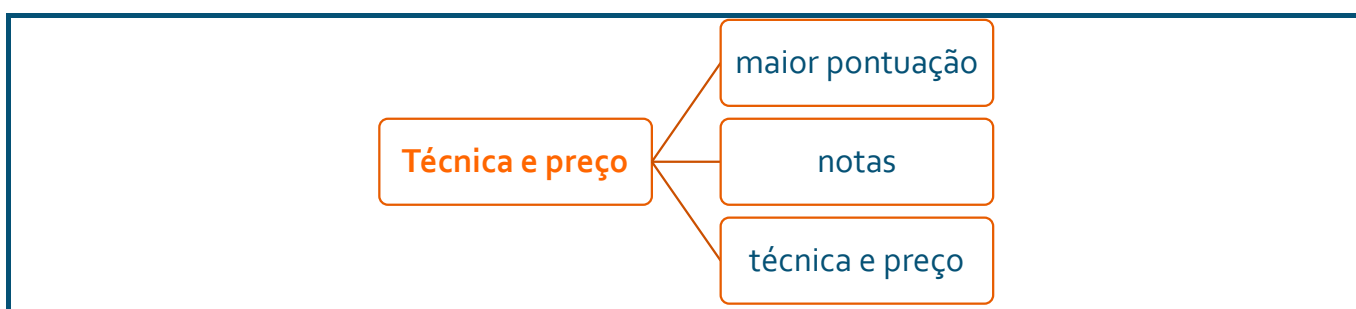 maior pontuação
Técnica e preço
notas
técnica e preço